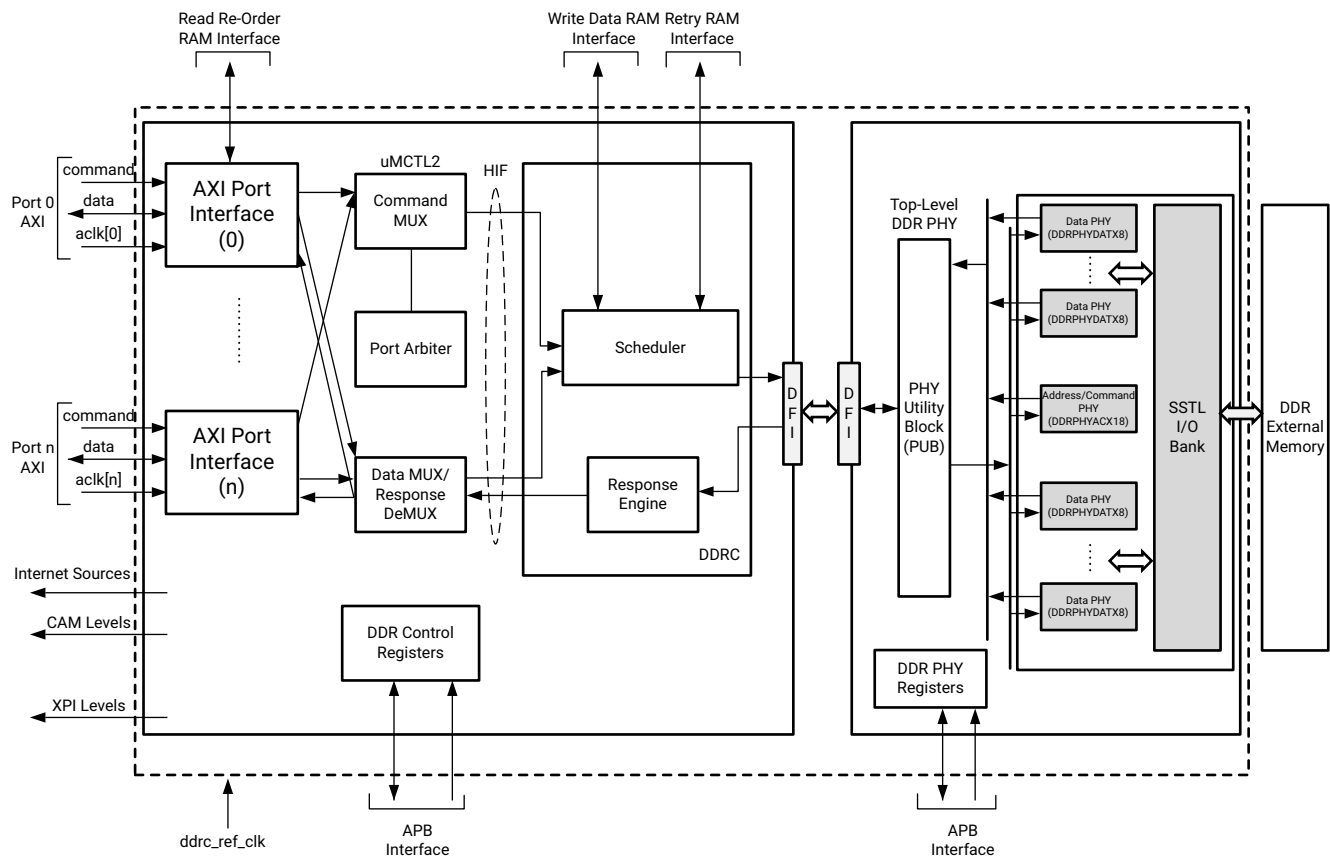 Read Re-Order
RAM Interface
Write Data RAM
Interface
Retry RAM
Interface
Port 0
AXI
command
data
aclk[0]
AXI Port
Interface
(0)
uMCTL2
Command
MUX
HIF
Port Arbiter
Scheduler
Port n
AXI
command
data
aclk[n]
AXI Port
Interface
(n)
Data MUX/
Response
DeMUX
Response
Engine
DDRC
D
F
I
D
F
I
Top-Level
DDR PHY
PHY
Utility
Block
(PUB)
Data PHY
(DDRPHYDATX8)
Data PHY
(DDRPHYDATX8)
Address/Command
PHY
(DDRPHYACX18)
Data PHY
(DDRPHYDATX8)
Data PHY
(DDRPHYDATX8)
SSTL
I/O
Bank
DDR
External
Memory
Internet Sources
CAM Levels
XPI Levels
DDR Control
Registers
DDR PHY
Registers
ddrc_ref_clk
APB
Interface
APB
Interface